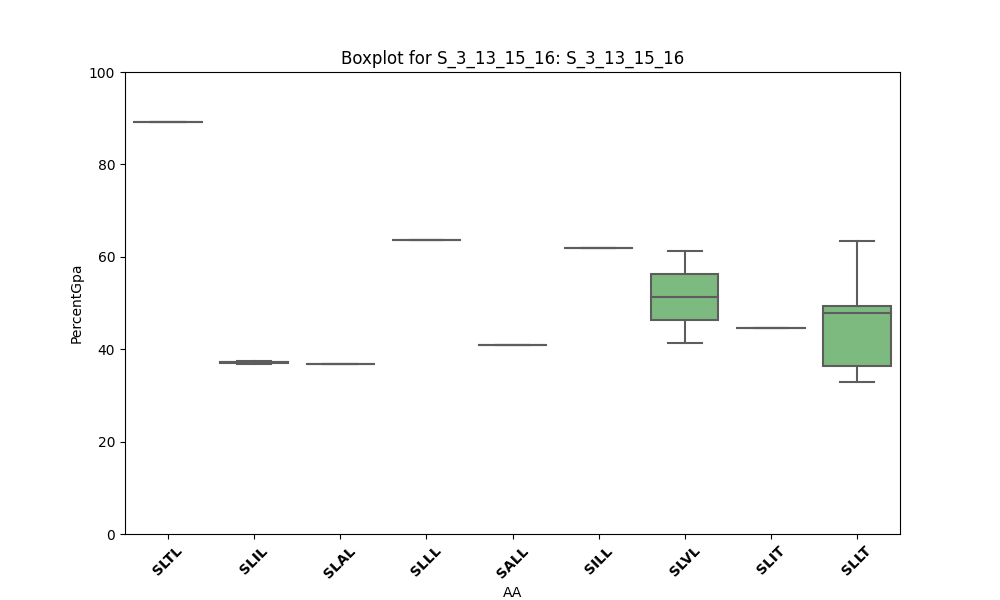 Boxplot for S_3_13_15_16: S_3_13_15_16
100
80
60
40
20
0
PercentGpa
SLTL
SLIL
SLAL
SLLL
SALL
SILL
SLVL
SLIT
SLLT
AA